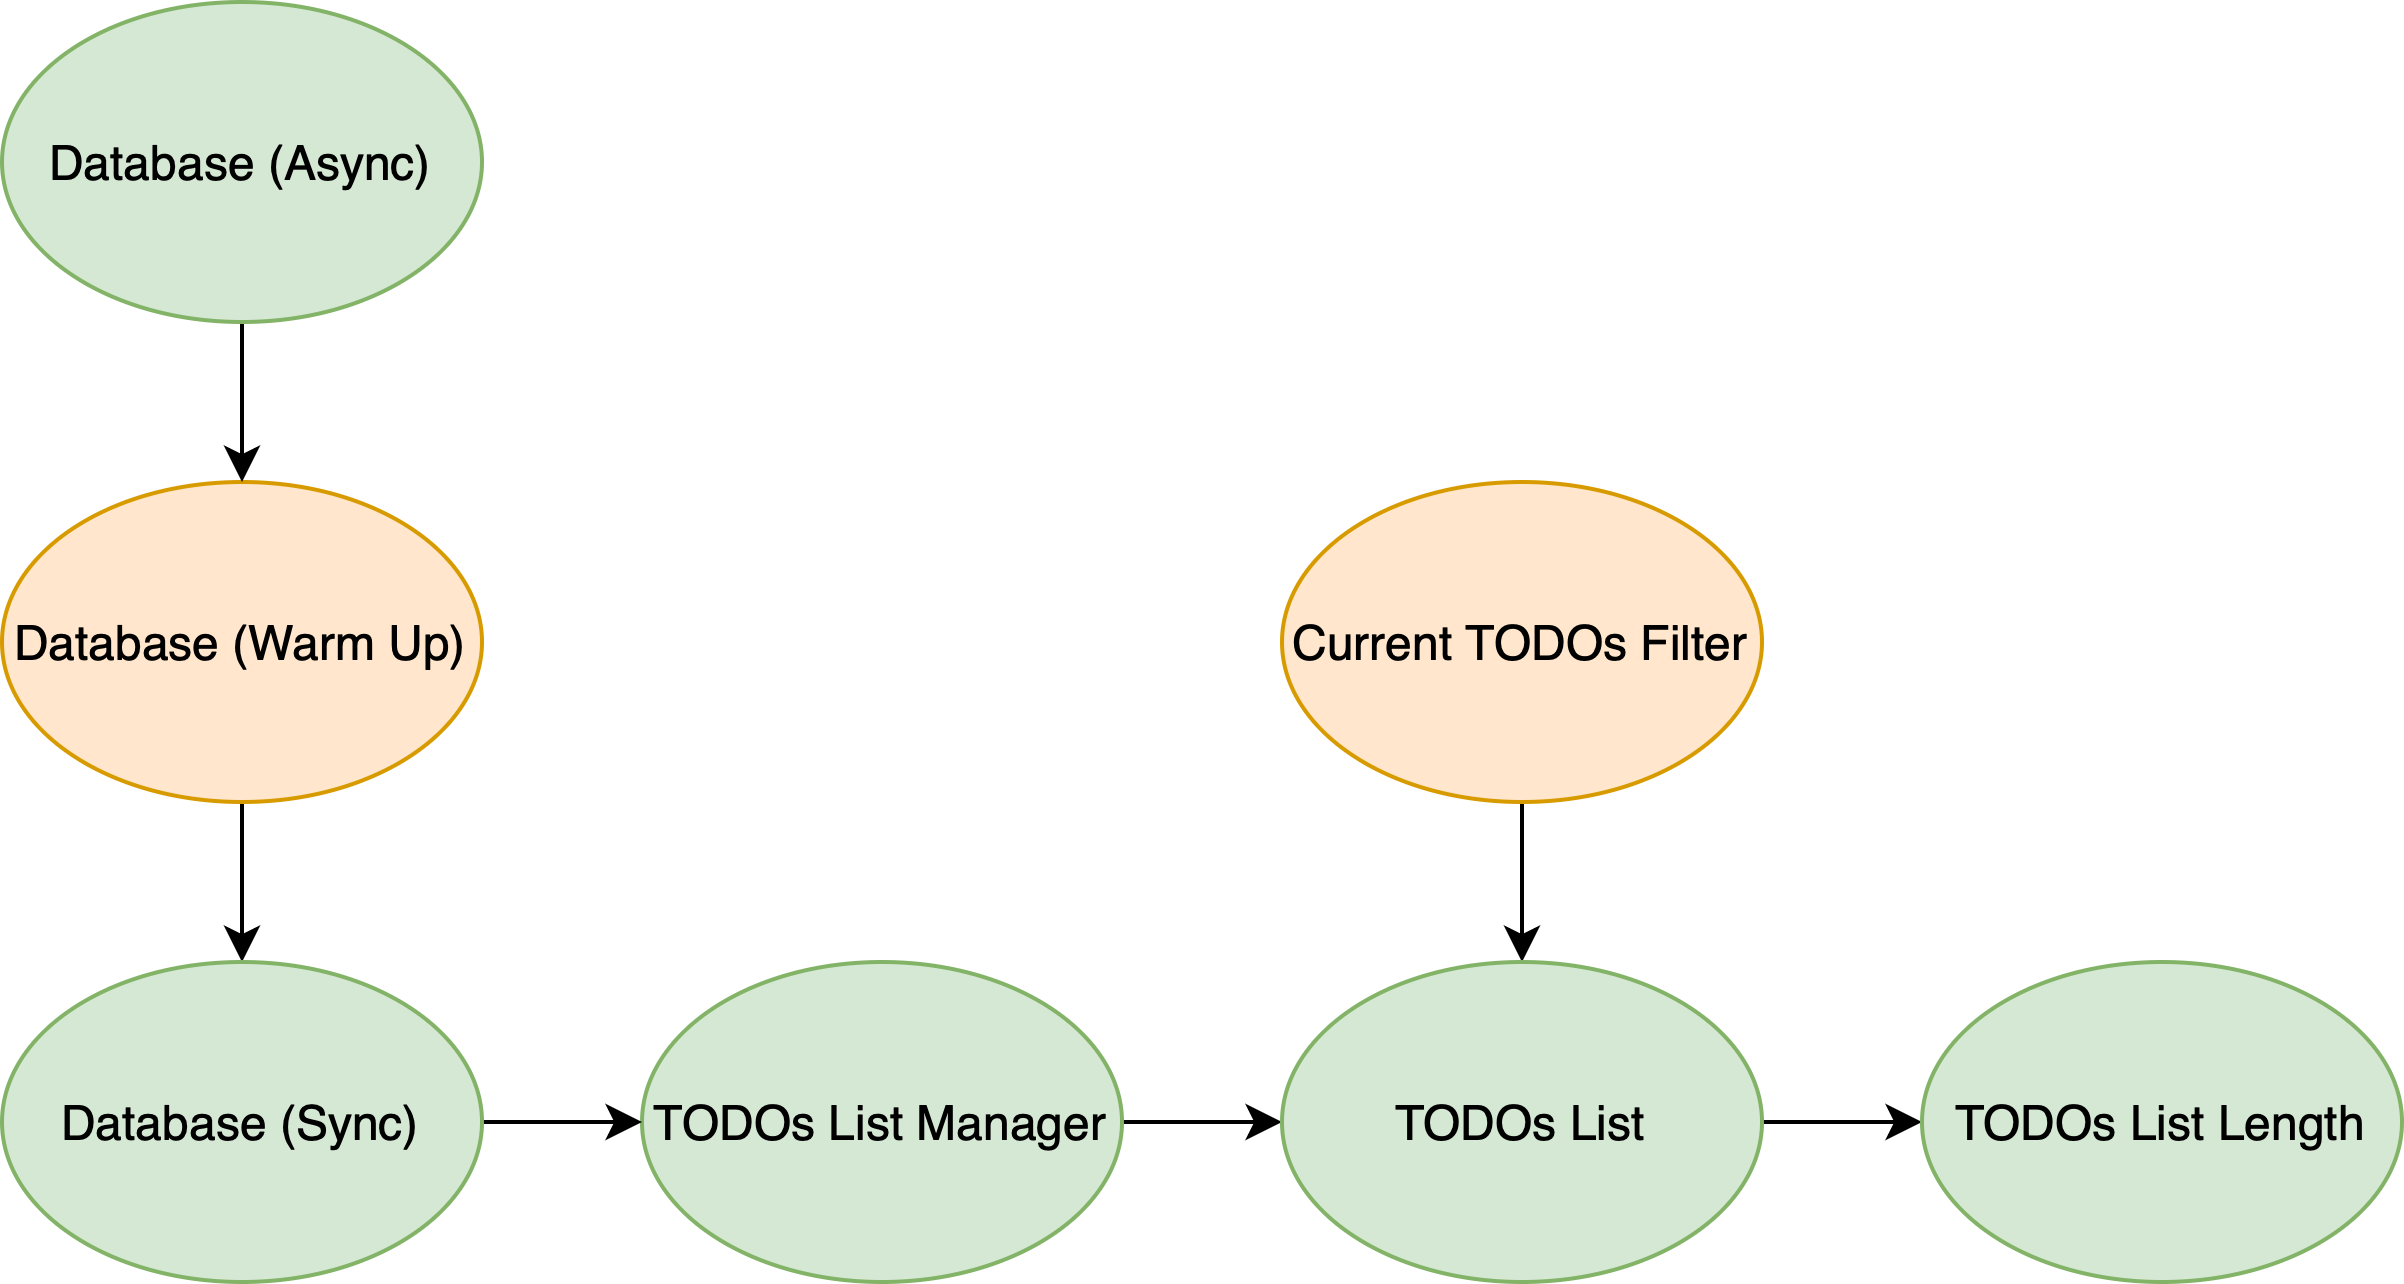 Database (Async)
Database (Warm Up)
Current TODOs Filter
Database (Sync)
TODOs List Manager
TODOs List
TODOs List Length